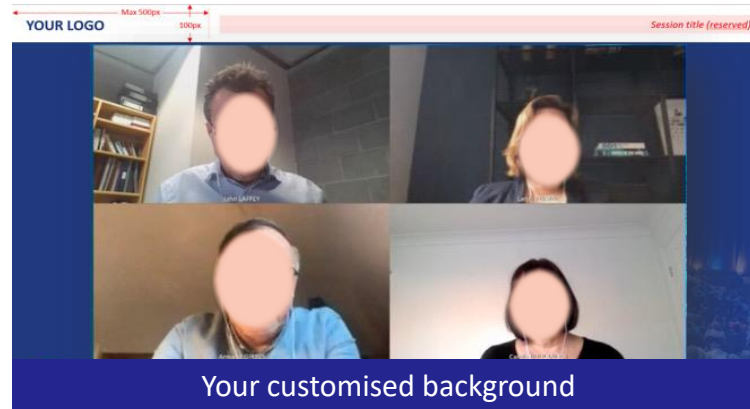 Max 500px
YOUR LOGO
100px
Session title (reserved)
Your customised background